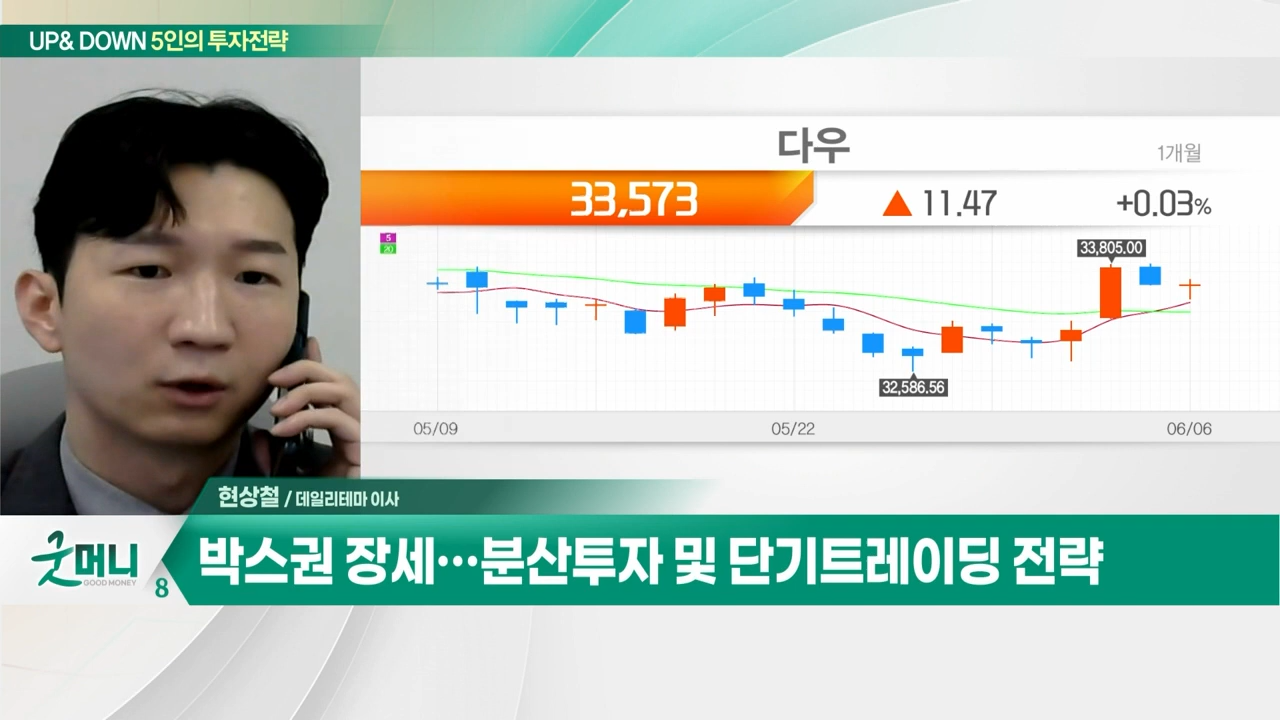 UP& DOWN 5인의 투자전략
다우
1개월
33,573 ▲ 11.47 +0.03%
5
20
33,805.00
32,586.56
05/09 05/22 06/06
현상철 / 데일리테마 이사
굿머니
GOOD MONEY
8
박스권 장세…분산투자 및 단기트레이딩 전략